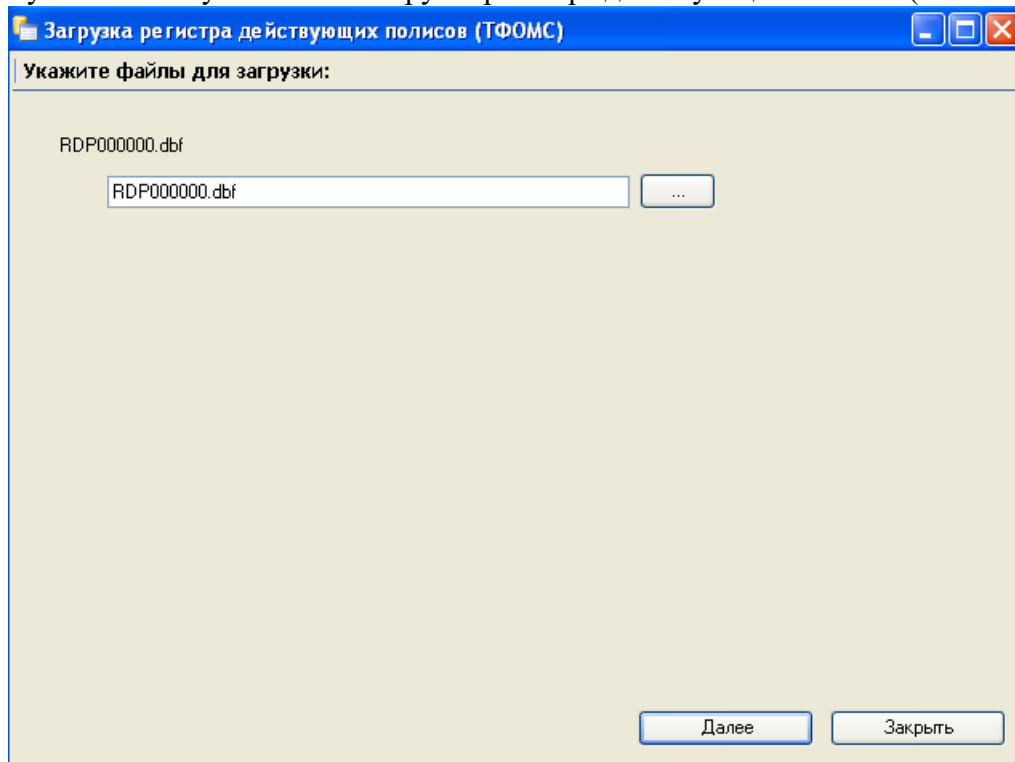 Загрузка регистра действующих полисов (ТФОМС)
Укажите файлы для загрузки:
RDP000000.dbf
RDP000000.dbf
...
Далее
Закрыть